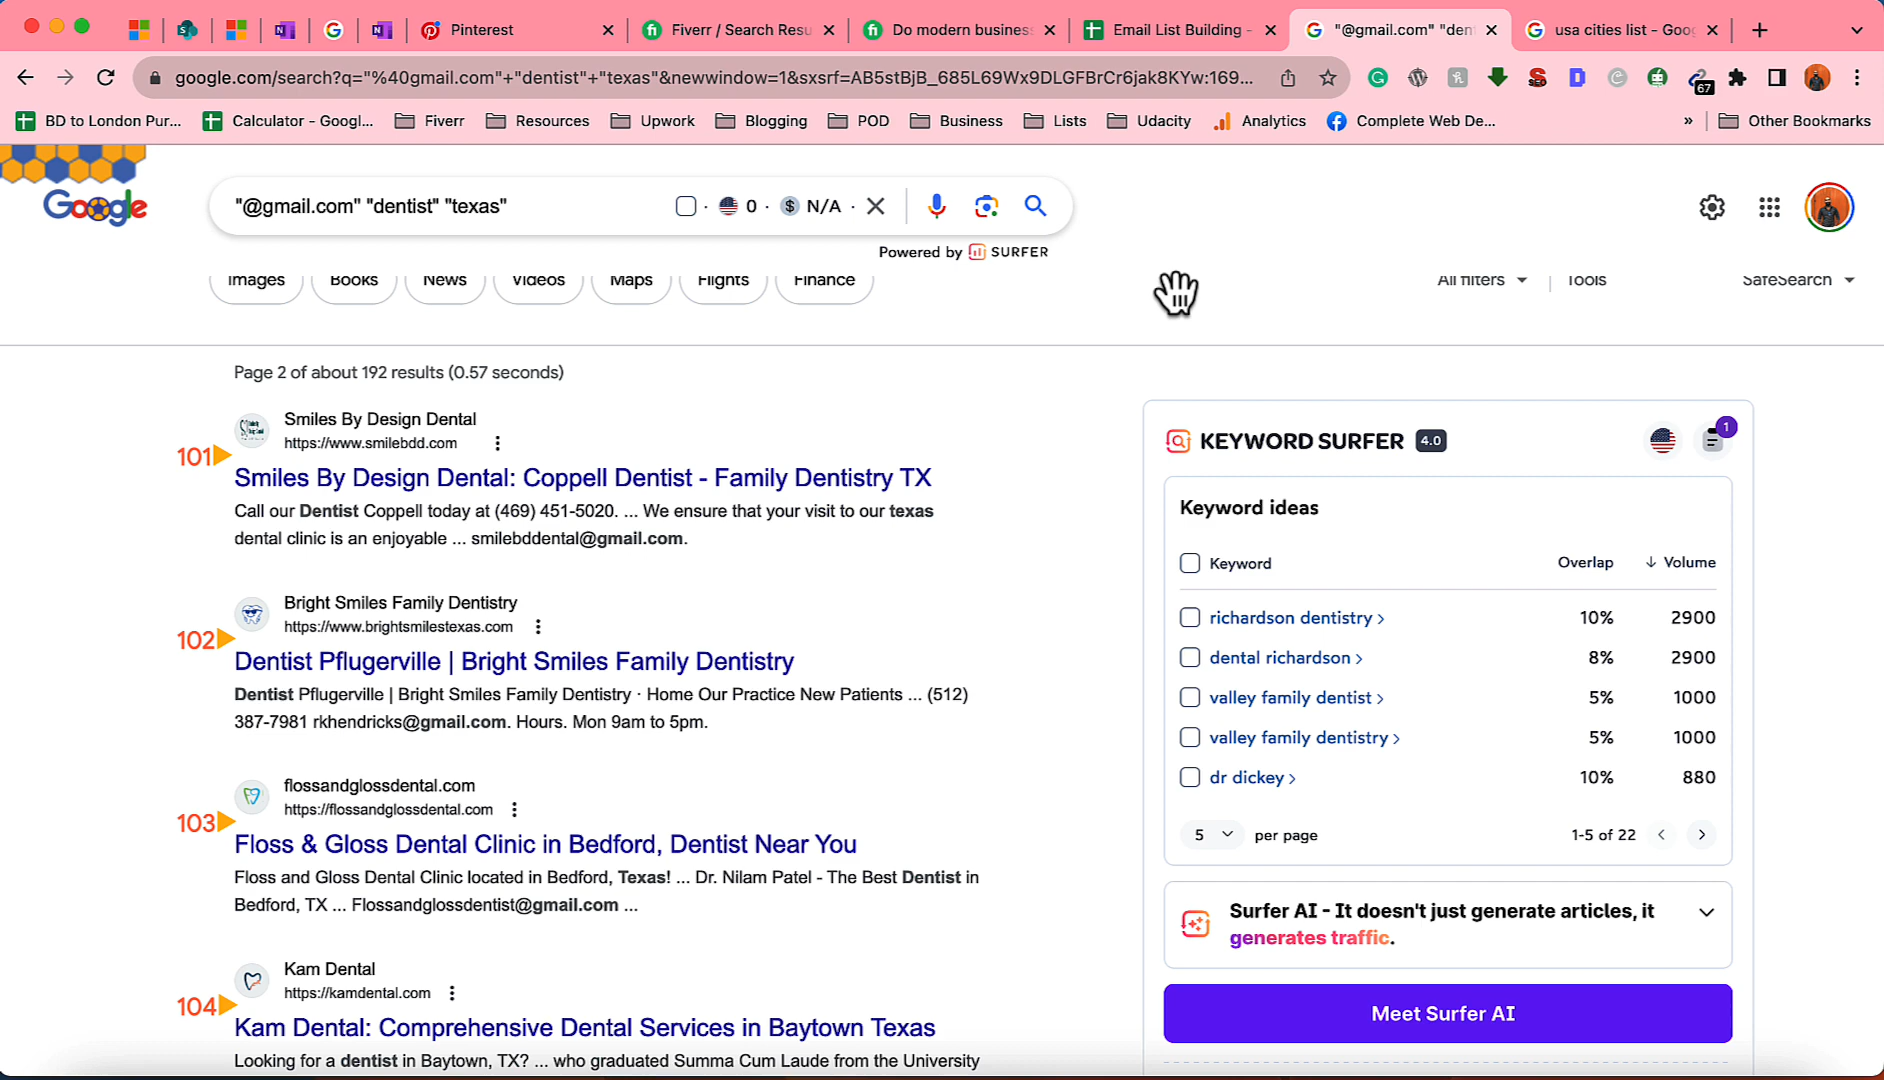 Pinterest
Fiverr / Search Resu
Do modern business
Email List Building -
"@gmail.com" "den
usa cities list - Goog
google.com/search?q="%40gmail.com"+"dentist"+"texas"&newwindow=1&sxsrf=AB5stBjB_685L69Wx9DLGFBrCr6jak8KYw:169...
67
BD to London Pur...
Calculator - Googl...
Fiverr
Resources
Upwork
Blogging
POD
Business
Lists
Udacity
Analytics
Complete Web De...
»
Other Bookmarks
Google
"@gmail.com" "dentist" "texas"
· 0 · $ N/A ·
Powered by SURFER
Images
Books
News
Videos
Maps
Flights
Finance
All filters
Tools
SafeSearch
Page 2 of about 192 results (0.57 seconds)
Smiles By Design Dental
https://www.smilebdd.com
101
Smiles By Design Dental: Coppell Dentist - Family Dentistry TX
Call our Dentist Coppell today at (469) 451-5020. ... We ensure that your visit to our texas
dental clinic is an enjoyable ... smilebddental@gmail.com.
Bright Smiles Family Dentistry
https://www.brightsmilestexas.com
102
Dentist Pflugerville | Bright Smiles Family Dentistry
Dentist Pflugerville | Bright Smiles Family Dentistry · Home Our Practice New Patients ... (512)
387-7981 rkhendricks@gmail.com. Hours. Mon 9am to 5pm.
flossandglossdental.com
https://flossandglossdental.com
103
Floss & Gloss Dental Clinic in Bedford, Dentist Near You
Floss and Gloss Dental Clinic located in Bedford, Texas! ... Dr. Nilam Patel - The Best Dentist in
Bedford, TX ... Flossandglossdentist@gmail.com ...
Kam Dental
https://kamdental.com
104
Kam Dental: Comprehensive Dental Services in Baytown Texas
Looking for a dentist in Baytown, TX? ... who graduated Summa Cum Laude from the University
KEYWORD SURFER 4.0
1
Keyword ideas
Keyword Overlap Volume
richardson dentistry 10% 2900
dental richardson 8% 2900
valley family dentist 5% 1000
valley family dentistry 5% 1000
dr dickey 10% 880
5 per page 1-5 of 22
Surfer AI - It doesn't just generate articles, it
generates traffic.
Meet Surfer AI